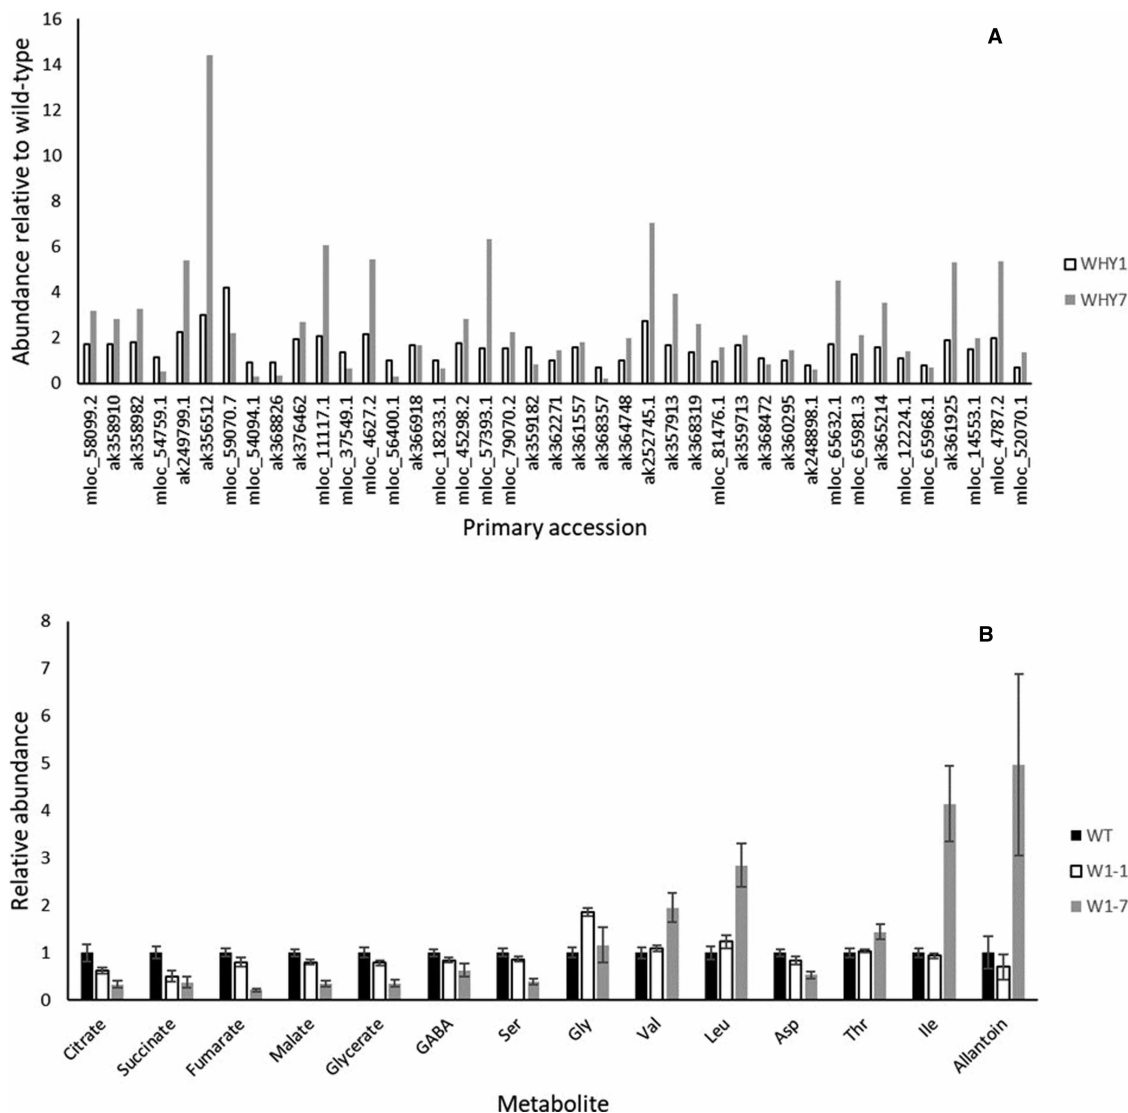 A
Abundance relative to wild-type
16
14
12
10
8
6
4
2
0
mloc_58099.2
ak358910
ak358982
mloc_54759.1
ak249799.1
ak356512
mloc_59070.7
mloc_54094.1
ak368826
ak376462
mloc_11117.1
mloc_37549.1
mloc_4627.2
mloc_56400.1
ak366918
mloc_18233.1
mloc_45298.2
mloc_57393.1
mloc_79070.2
ak359182
ak362271
ak361557
ak368357
ak364748
ak252745.1
ak357913
ak368319
mloc_81476.1
ak359713
ak368472
ak360295
ak248898.1
mloc_65632.1
mloc_65981.3
ak365214
mloc_12224.1
mloc_65968.1
ak361925
mloc_14553.1
mloc_4787.2
mloc_52070.1
Primary accession
WHY1
WHY7
B
Relative abundance
8
7
6
5
4
3
2
1
0
Citrate
Succinate
Fumarate
Malate
Glycerate
GABA
Ser
Gly
Val
Leu
Asp
Thr
Ile
Allantoin
Metabolite
WT
W1-1
W1-7